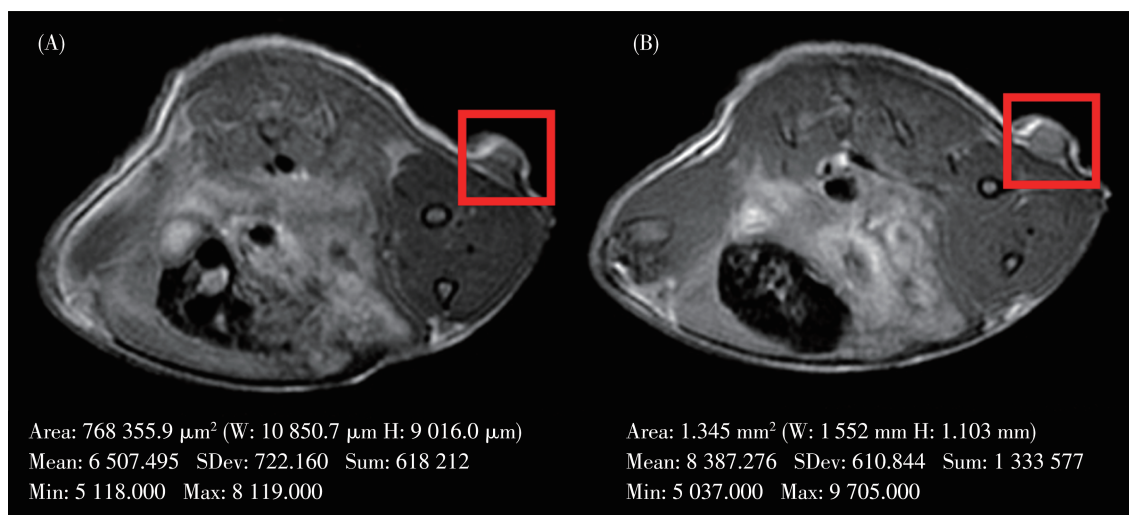 (A)
Area: 768 355.9 μm² (W: 10 850.7 μm H: 9 016.0 μm)
Mean: 6 507.495 SDev: 722.160 Sum: 618 212
Min: 5 118.000 Max: 8 119.000
(B)
Area: 1.345 mm² (W: 1 552 mm H: 1.103 mm)
Mean: 8 387.276 SDev: 610.844 Sum: 1 333 577
Min: 5 037.000 Max: 9 705.000